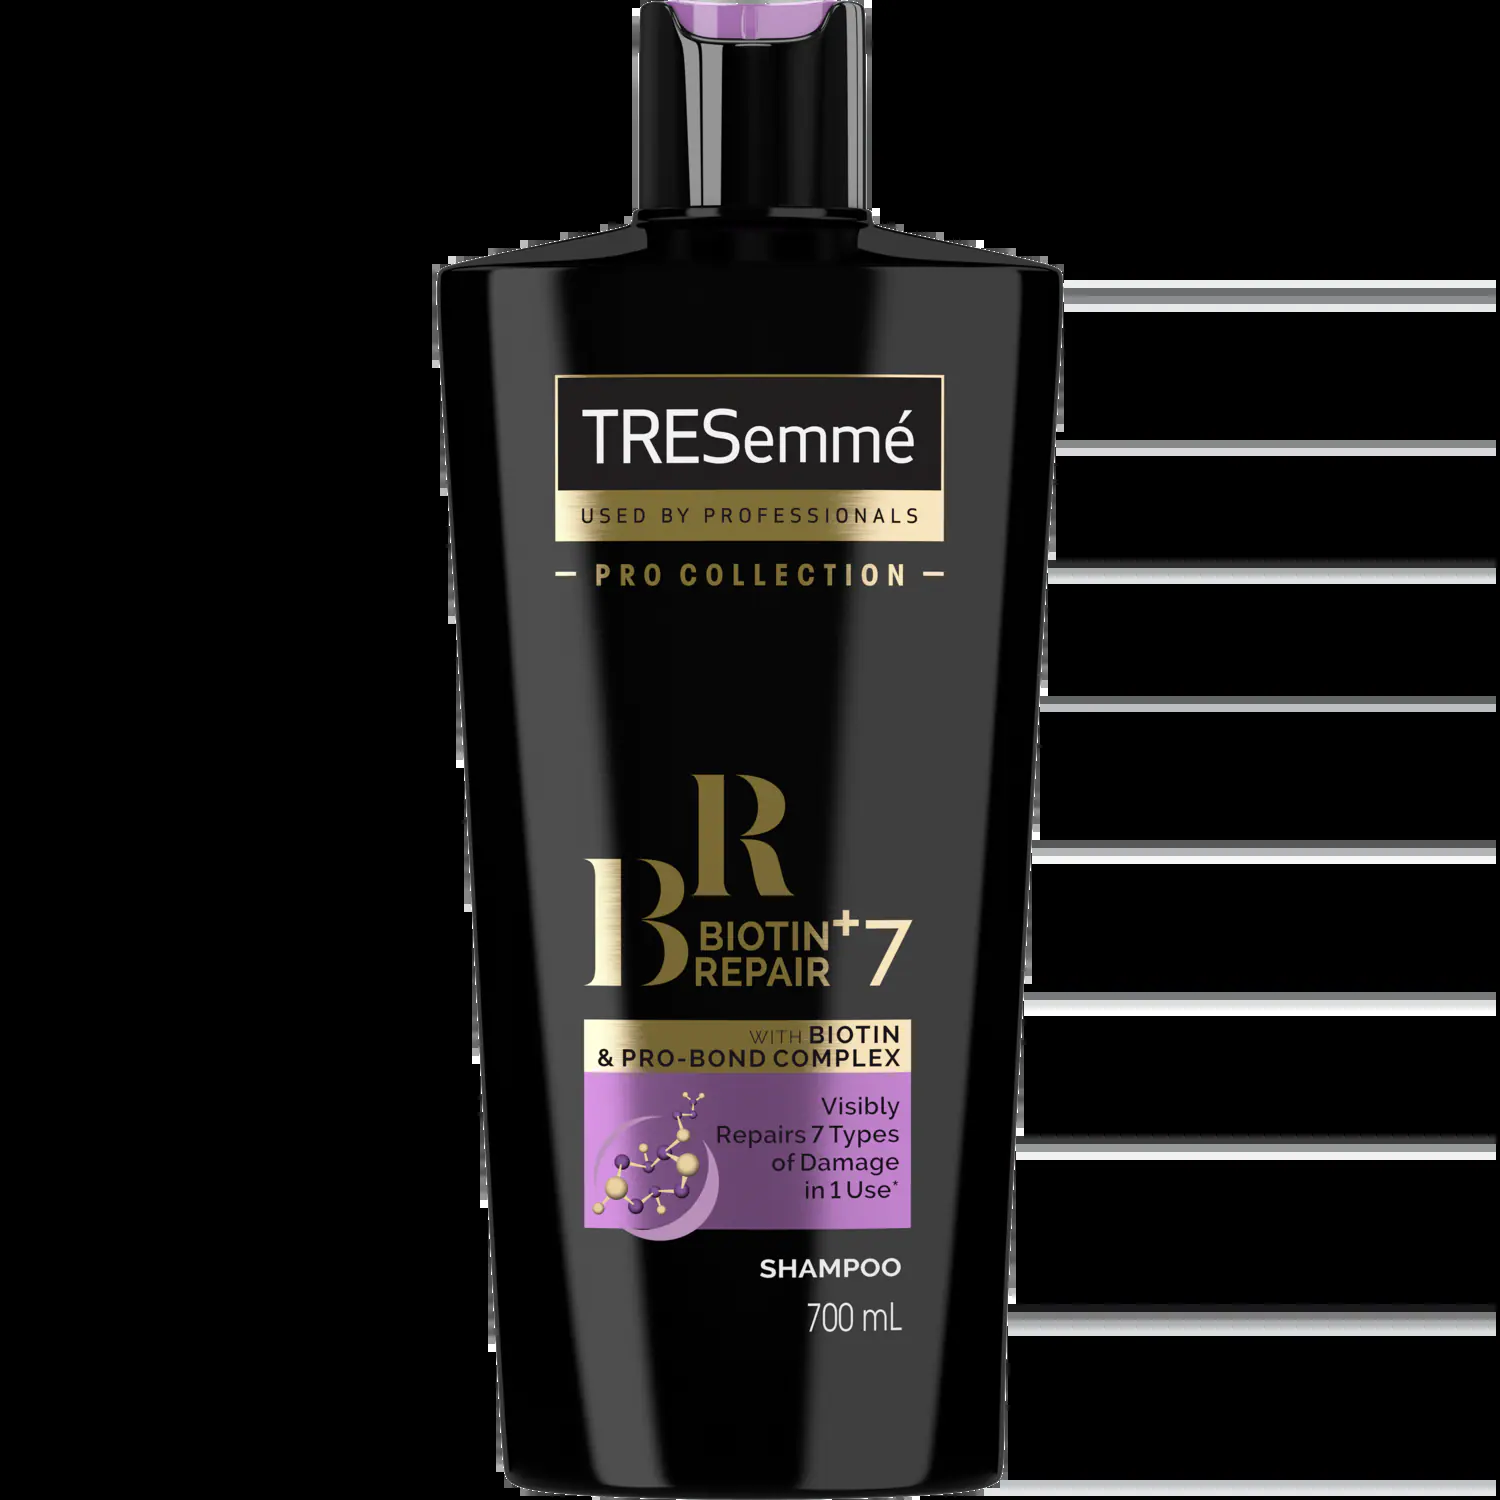 TRESemmé
USED BY PROFESSIONALS
– PRO COLLECTION –
BR
BIOTIN+7
REPAIR
WITH BIOTIN
& PRO-BOND COMPLEX
Visibly
Repairs 7 Types
of Damage
in 1 Use*
SHAMPOO
700 mL